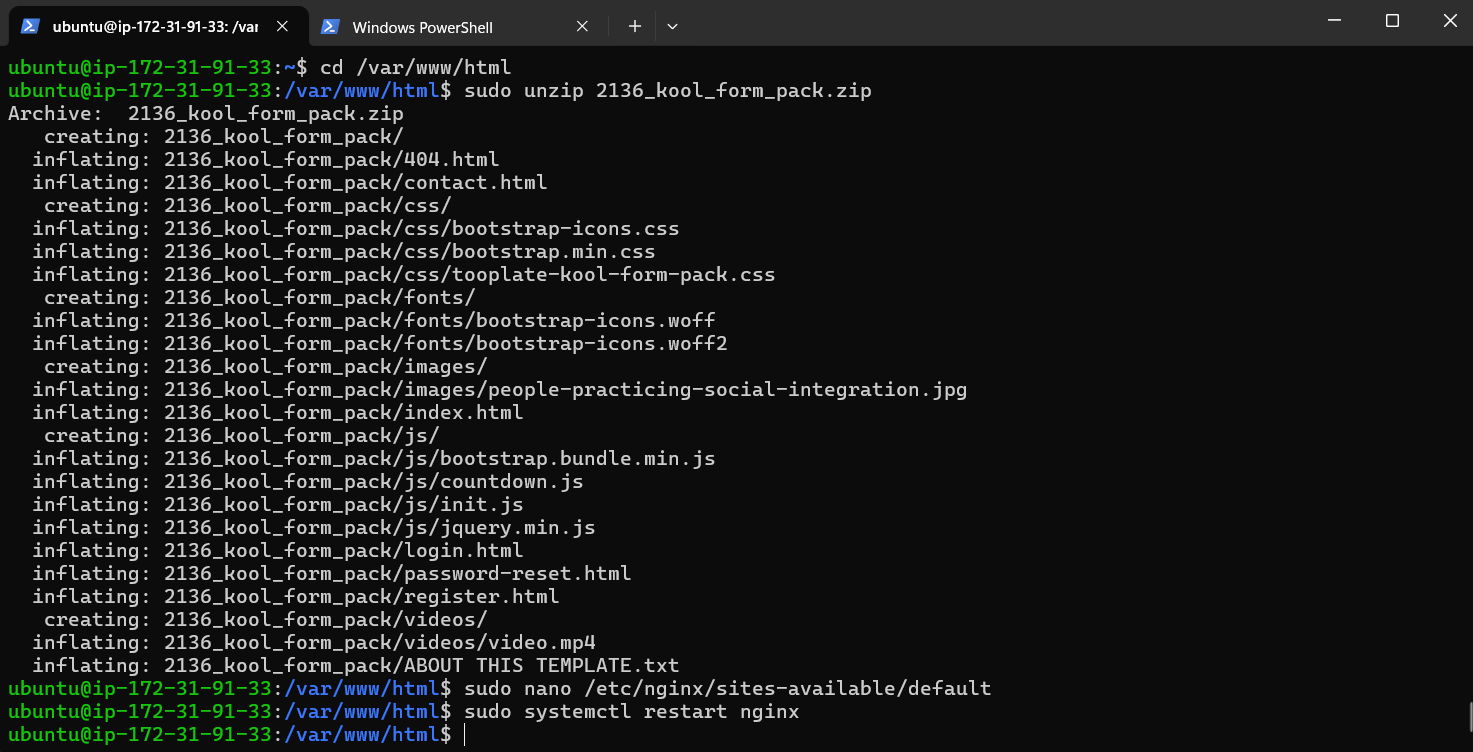 ubuntu@ip-172-31-91-33: /var
Windows PowerShell
ubuntu@ip-172-31-91-33:~$ cd /var/www/html
ubuntu@ip-172-31-91-33:/var/www/html$ sudo unzip 2136_kool_form_pack.zip
Archive:  2136_kool_form_pack.zip
   creating: 2136_kool_form_pack/
  inflating: 2136_kool_form_pack/404.html
  inflating: 2136_kool_form_pack/contact.html
   creating: 2136_kool_form_pack/css/
  inflating: 2136_kool_form_pack/css/bootstrap-icons.css
  inflating: 2136_kool_form_pack/css/bootstrap.min.css
  inflating: 2136_kool_form_pack/css/tooplate-kool-form-pack.css
   creating: 2136_kool_form_pack/fonts/
  inflating: 2136_kool_form_pack/fonts/bootstrap-icons.woff
  inflating: 2136_kool_form_pack/fonts/bootstrap-icons.woff2
   creating: 2136_kool_form_pack/images/
  inflating: 2136_kool_form_pack/images/people-practicing-social-integration.jpg
  inflating: 2136_kool_form_pack/index.html
   creating: 2136_kool_form_pack/js/
  inflating: 2136_kool_form_pack/js/bootstrap.bundle.min.js
  inflating: 2136_kool_form_pack/js/countdown.js
  inflating: 2136_kool_form_pack/js/init.js
  inflating: 2136_kool_form_pack/js/jquery.min.js
  inflating: 2136_kool_form_pack/login.html
  inflating: 2136_kool_form_pack/password-reset.html
  inflating: 2136_kool_form_pack/register.html
   creating: 2136_kool_form_pack/videos/
  inflating: 2136_kool_form_pack/videos/video.mp4
  inflating: 2136_kool_form_pack/ABOUT THIS TEMPLATE.txt
ubuntu@ip-172-31-91-33:/var/www/html$ sudo nano /etc/nginx/sites-available/default
ubuntu@ip-172-31-91-33:/var/www/html$ sudo systemctl restart nginx
ubuntu@ip-172-31-91-33:/var/www/html$